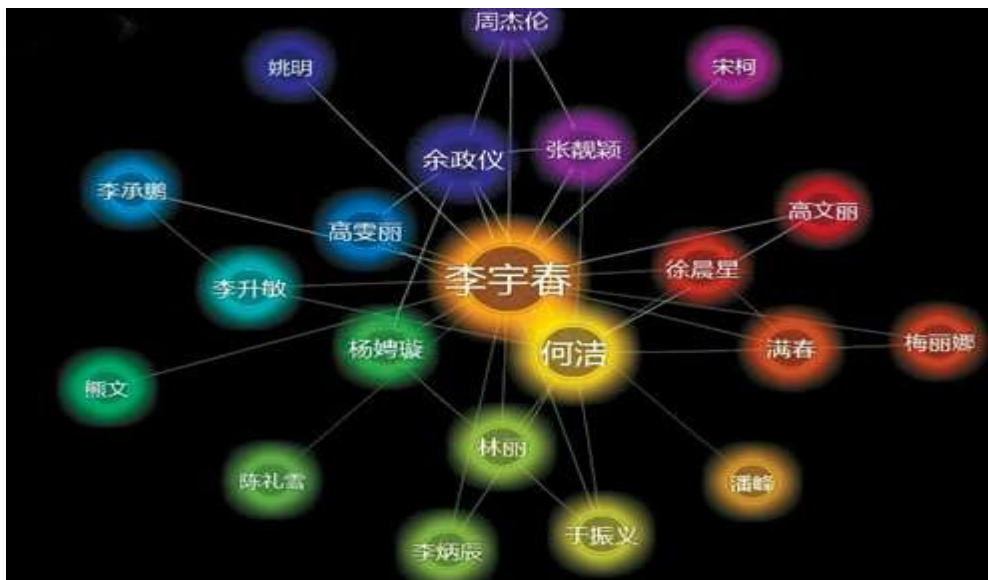 周杰伦
姚明
宋柯
余政仪
张靓颖
李承鹏
高雯丽
高文丽
李宇春
徐晨星
李升敏
杨娉璇
何洁
满春
梅丽娜
熊文
林丽
陈礼雪
潘峰
于振义
李炳辰